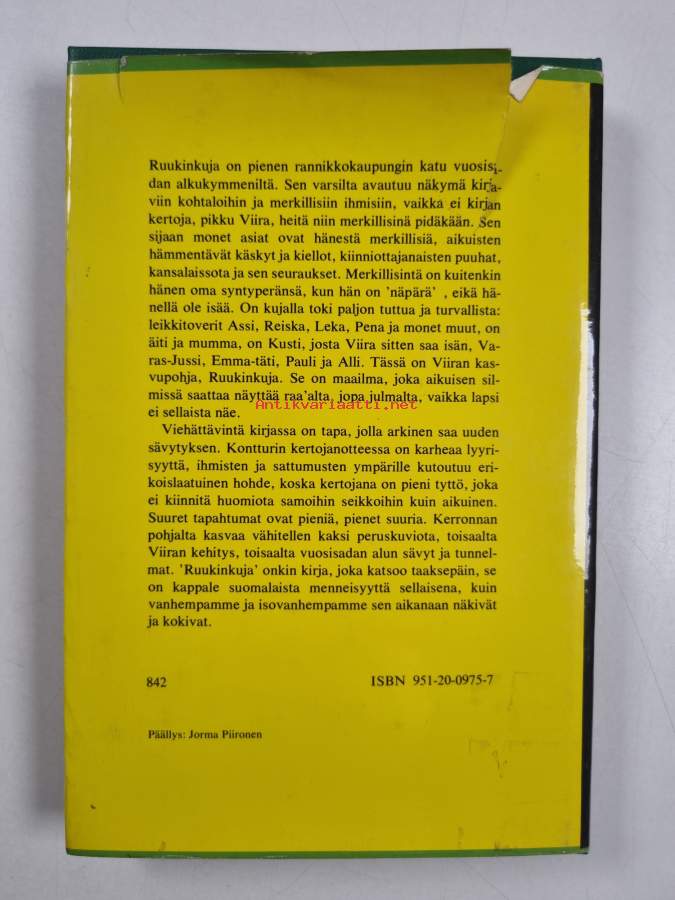 Ruukinkuja on pienen rannikkokaupungin katu vuosisi-
dan alkukymmeniltä. Sen varsilta avautuu näkymä kirja-
viin kohtaloihin ja merkillisiin ihmisiin, vaikka ei kirjan
kertoja, pikku Viira, heitä niin merkillisinä pidäkään. Sen
sijaan monet asiat ovat hänestä merkillisiä, aikuisten
hämmentävät käskyt ja kiellot, kiinniottajanaisten puuhat,
kansalaissota ja sen seuraukset. Merkillisintä on kuitenkin
hänen oma syntyperänsä, kun hän on 'näpärä' , eikä hä-
nellä ole isää. On kujalla toki paljon tuttua ja turvallista:
leikkitoverit Assi, Reiska, Leka, Pena ja monet muut, on
äiti ja mumma, on Kusti, josta Viira sitten saa isän, Va-
ras-Jussi, Emma-täti, Pauli ja Alli. Tässä on Viiran kas-
vupohja, Ruukinkuja. Se on maailma, joka aikuisen sil-
missä saattaa näyttää raa'alta, jopa julmalta, vaikka lapsi
Antikvariaatti.net
ei sellaista näe.
Viehättävintä kirjassa on tapa, jolla arkinen saa uuden
sävytyksen. Kontturin kertojanotteessa on karheaa lyyri-
syyttä, ihmisten ja sattumusten ympärille kutoutuu eri-
koislaatuinen hohde, koska kertojana on pieni tyttö, joka
ei kiinnitä huomiota samoihin seikkoihin kuin aikuinen.
Suuret tapahtumat ovat pieniä, pienet suuria. Kerronnan
pohjalta kasvaa vähitellen kaksi peruskuviota, toisaalta
Viiran kehitys, toisaalta vuosisadan alun sävyt ja tunnel-
mat. 'Ruukinkuja' onkin kirja, joka katsoo taaksepäin, se
on kappale suomalaista menneisyyttä sellaisena, kuin
vanhempamme ja isovanhempamme sen aikanaan näkivät
ja kokivat.
842
ISBN 951-20-0975-7
Päällys: Jorma Piironen